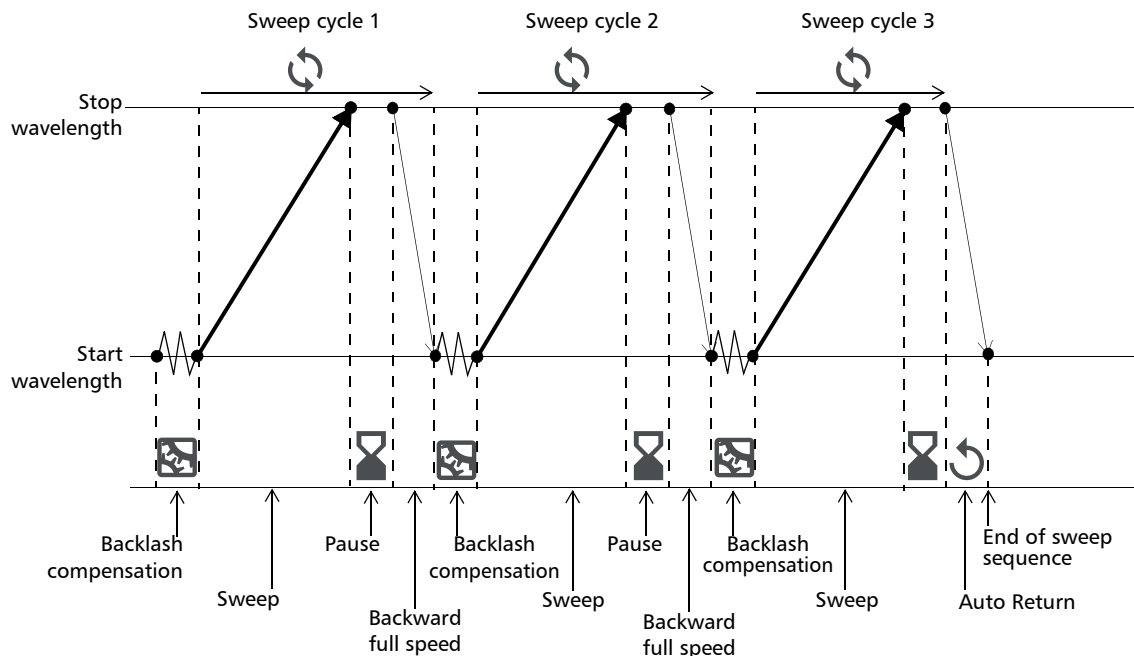 Sweep cycle 1
Sweep cycle 2
Sweep cycle 3
Stop
wavelength
Start
wavelength
Backlash
compensation
Sweep
Pause
Backward
full speed
Backlash
compensation
Sweep
Pause
Backward
full speed
Backlash
compensation
Sweep
Auto Return
End of sweep
sequence